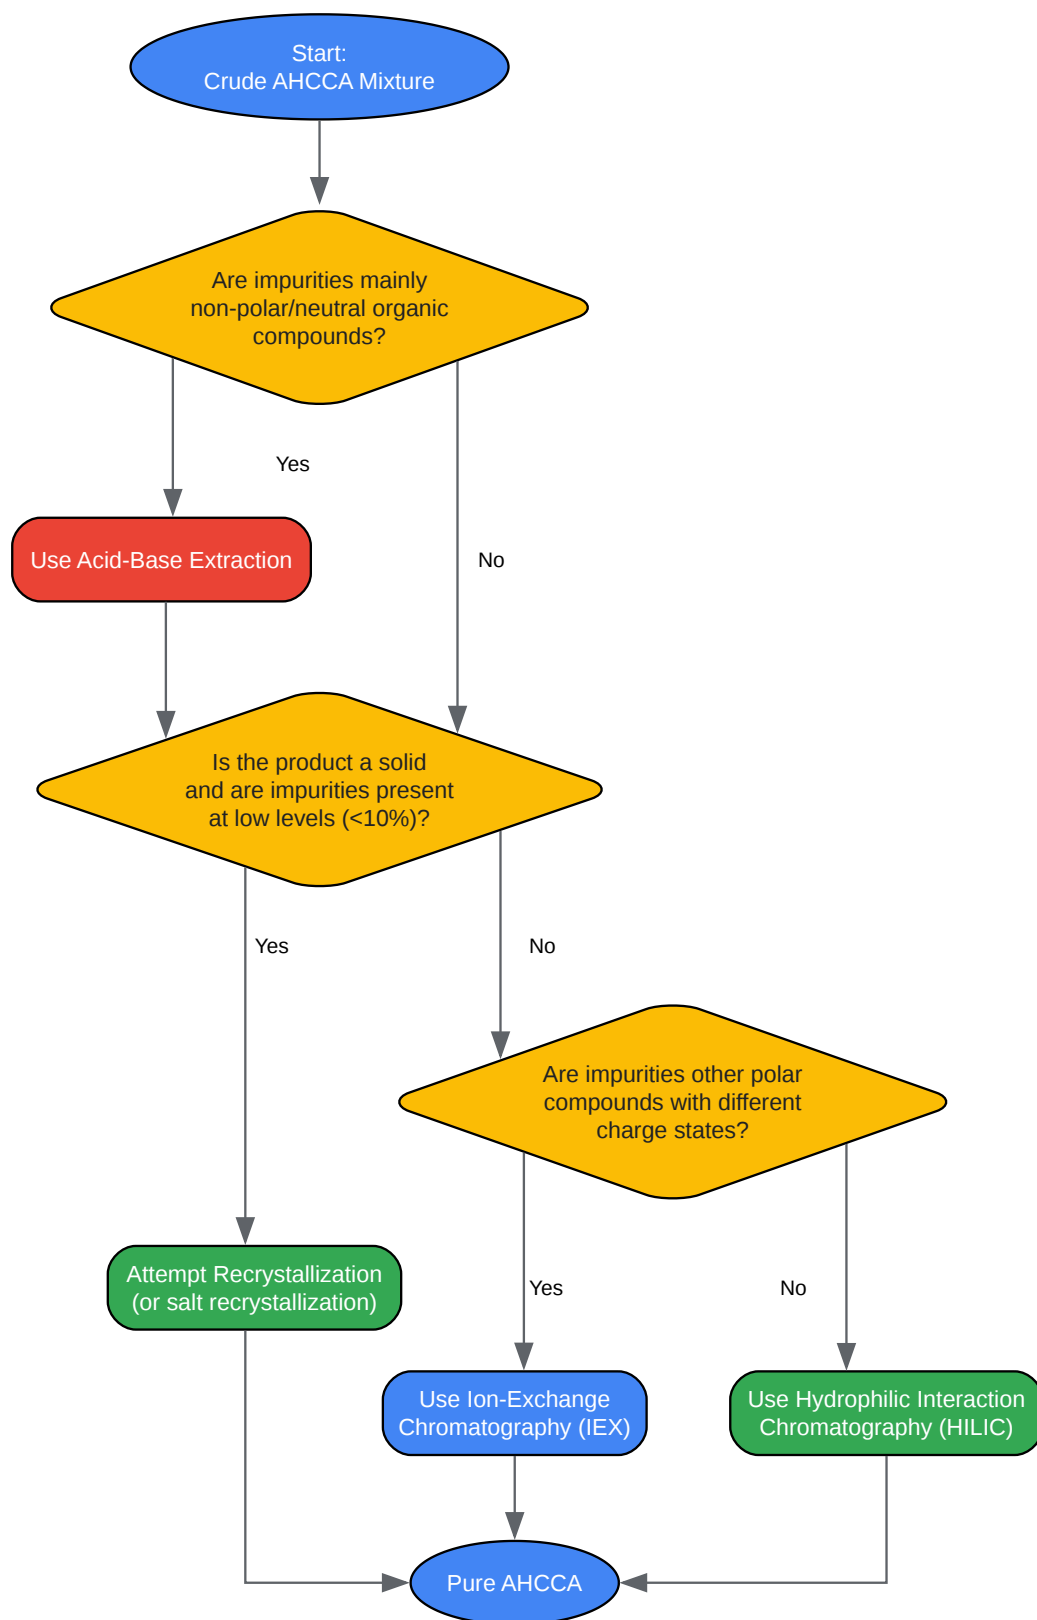 Start:
Crude AHCCA Mixture
Are impurities mainly
non-polar/neutral organic
compounds?
Yes
Use Acid-Base Extraction
No
Is the product a solid
and are impurities present
at low levels (<10%)?
Yes
No
Are impurities other polar
compounds with different
charge states?
Attempt Recrystallization
(or salt recrystallization)
Yes
No
Use Ion-Exchange
Chromatography (IEX)
Use Hydrophilic Interaction
Chromatography (HILIC)
Pure AHCCA